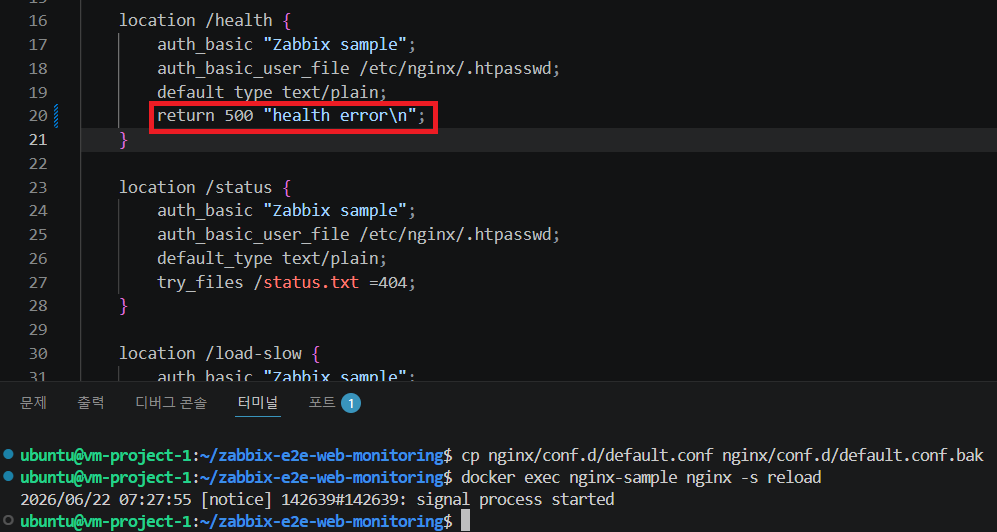 16 location /health {
17 auth_basic "Zabbix sample";
18 auth_basic_user_file /etc/nginx/.htpasswd;
19 default_type text/plain;
20 return 500 "health error\n";
21 }
22
23 location /status {
24 auth_basic "Zabbix sample";
25 auth_basic_user_file /etc/nginx/.htpasswd;
26 default_type text/plain;
27 try_files /status.txt =404;
28 }
29
30 location /load-slow {
31 auth_basic "Zabbix sample";
문제 출력 디버그 콘솔 터미널 포트 1
ubuntu@vm-project-1:~/zabbix-e2e-web-monitoring$ cp nginx/conf.d/default.conf nginx/conf.d/default.conf.bak
ubuntu@vm-project-1:~/zabbix-e2e-web-monitoring$ docker exec nginx-sample nginx -s reload
2026/06/22 07:27:55 [notice] 142639#142639: signal process started
ubuntu@vm-project-1:~/zabbix-e2e-web-monitoring$